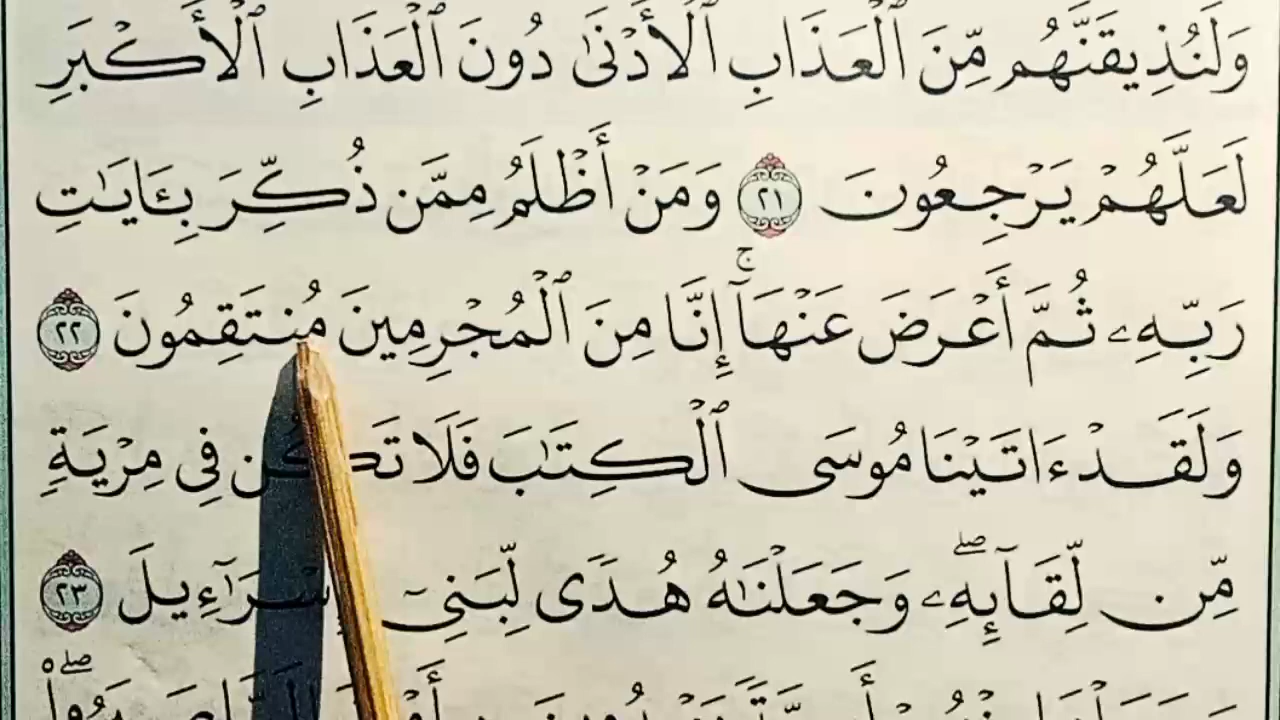 وَلَنُذِيقَنَّهُم مِّنَ ٱلْعَذَابِ ٱلْأَدْنَىٰ دُونَ ٱلْعَذَابِ ٱلْأَكْبَرِ
لَعَلَّهُمْ يَرْجِعُونَ ٢١ وَمَنْ أَظْلَمُ مِمَّن ذُكِّرَ بِـَٔايَـٰتِ
رَبِّهِۦ ثُمَّ أَعْرَضَ عَنْهَآ ۚ إِنَّا مِنَ ٱلْمُجْرِمِينَ مُنتَقِمُونَ ٢٢
وَلَقَدْ ءَاتَيْنَا مُوسَى ٱلْكِتَـٰبَ فَلَا تَكُن فِى مِرْيَةٍ
مِّن لِّقَآئِهِۦ ۖ وَجَعَلْنَـٰهُ هُدًى لِّبَنِىٓ إِسْرَٰٓءِيلَ ٢٣